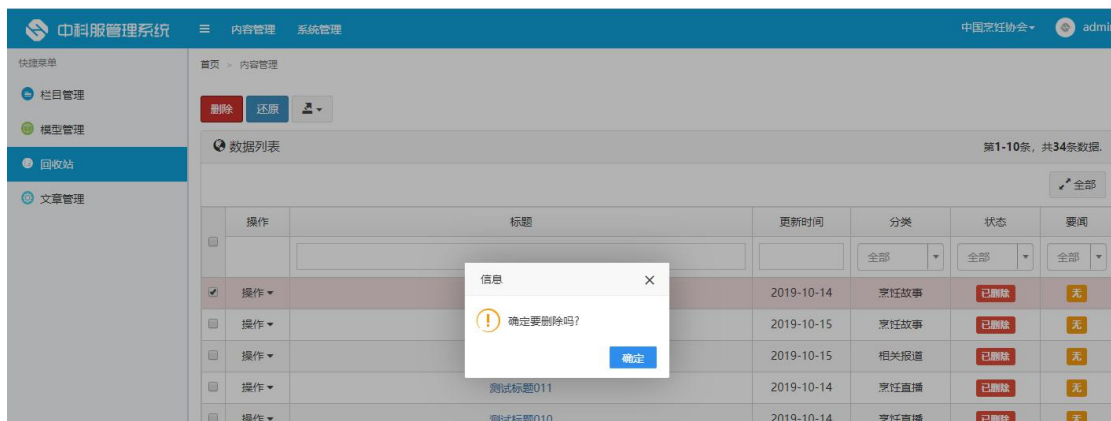 中科服管理系统 内容管理 系统管理 中国烹饪协会 admi
快捷菜单
首页 > 内容管理
栏目管理
删除 还原
模型管理
数据列表 第1-10条, 共34条数据.
回收站
全部
文章管理
操作 标题 更新时间 分类 状态 要闻
全部 全部 全部
信息
操作 2019-10-14 烹饪故事 已删除 无
确定要删除吗?
操作 2019-10-15 烹饪故事 已删除 无
操作 2019-10-15 相关报道 已删除 无
确定
操作 测试标题011 2019-10-14 烹饪直播 已删除 无
操作 测试标题010 2019-10-14 烹饪直播 已删除 无